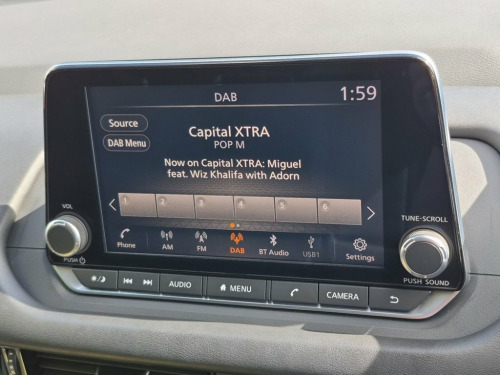 DAB
1:59
Source
DAB Menu
Capital XTRA
POP M
Now on Capital XTRA: Miguel
feat. Wiz Khalifa with Adorn
1 2 3 4 5 6
Phone
AM
FM
DAB
BT Audio
USB1
Settings
VOL
PUSH
TUNE·SCROLL
PUSH SOUND
AUDIO
MENU
CAMERA